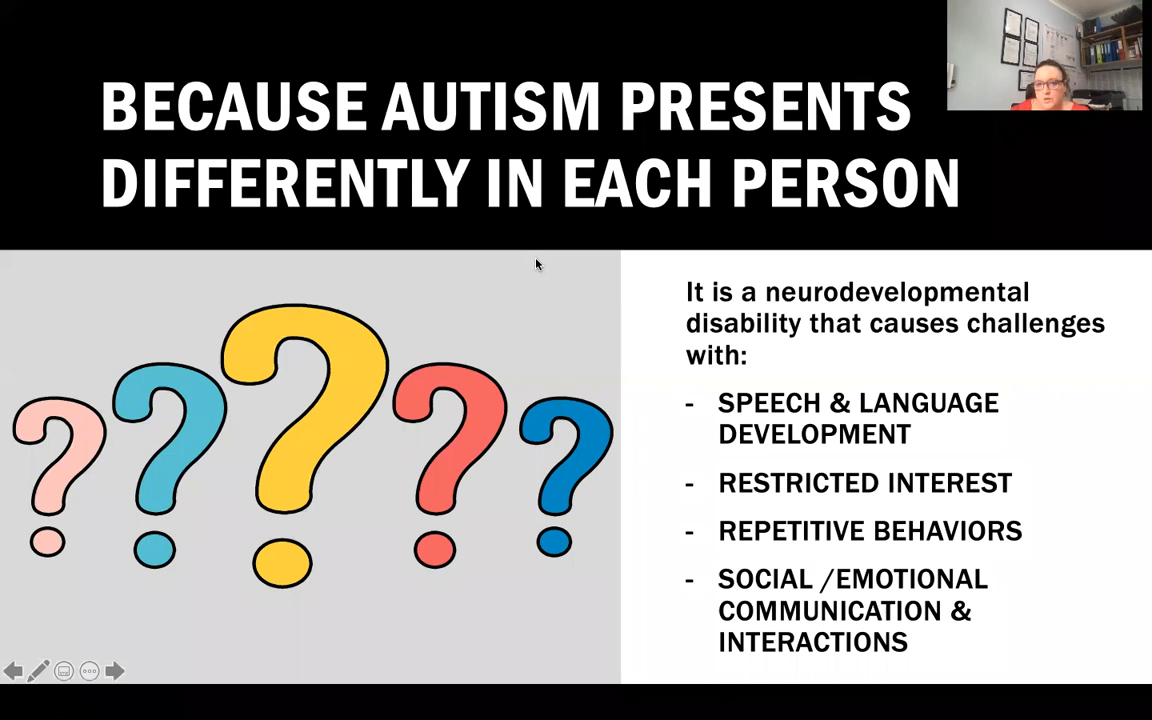 BECAUSE AUTISM PRESENTS
DIFFERENTLY IN EACH PERSON
It is a neurodevelopmental
disability that causes challenges
with:
- SPEECH & LANGUAGE
DEVELOPMENT
- RESTRICTED INTEREST
- REPETITIVE BEHAVIORS
- SOCIAL /EMOTIONAL
COMMUNICATION &
INTERACTIONS